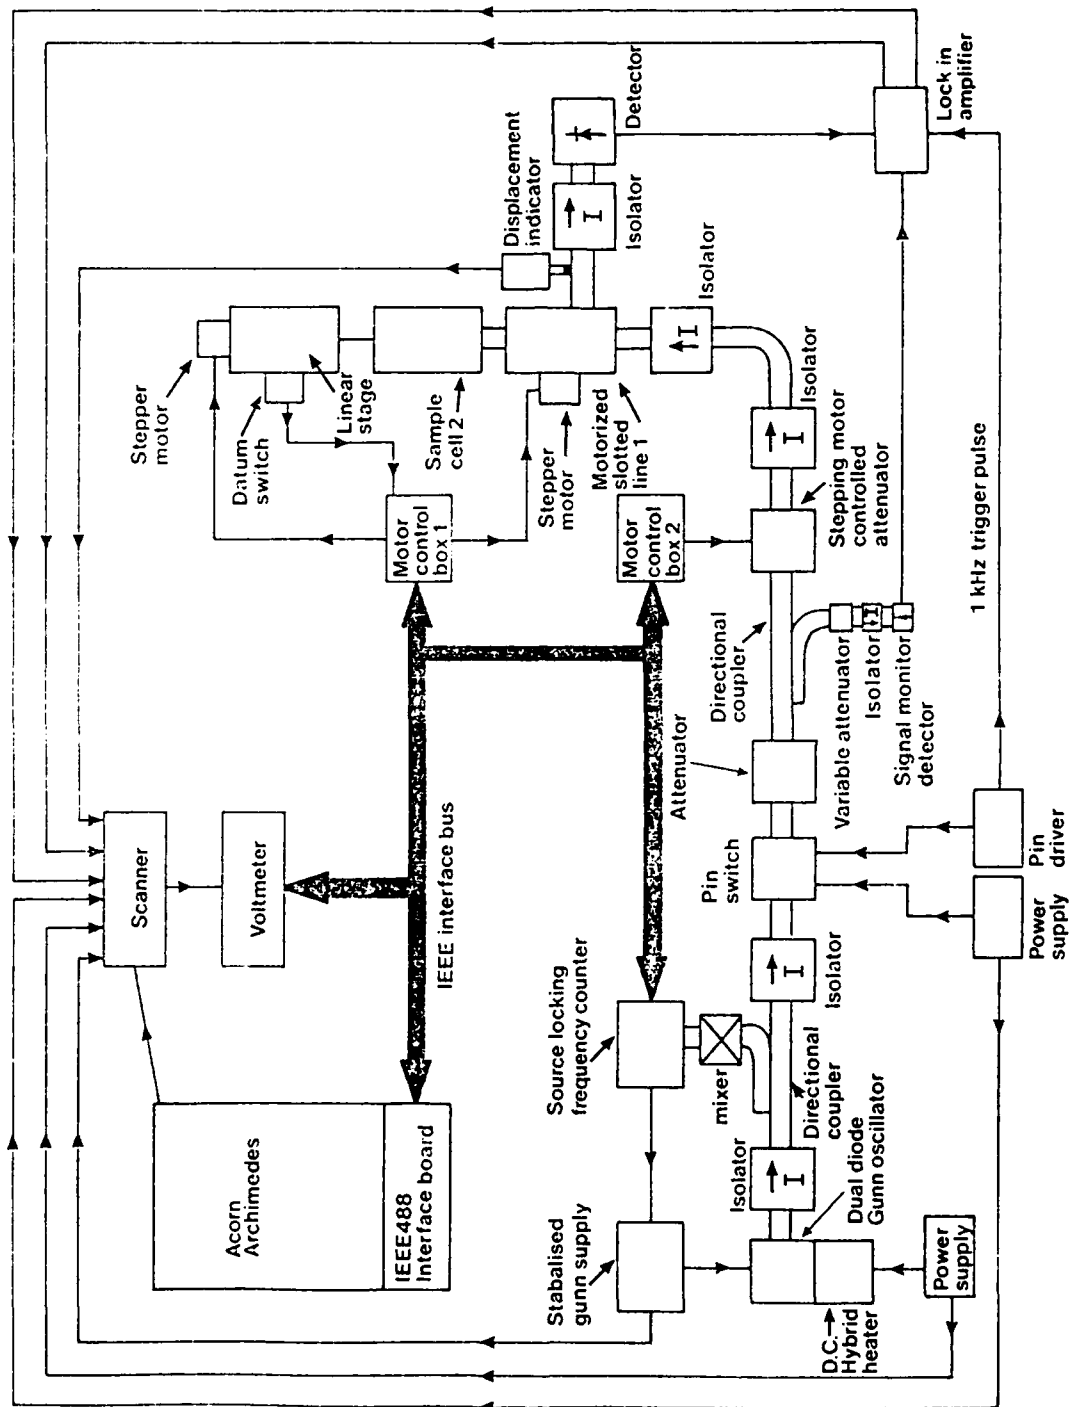 Acorn
Archimedes
IEEE488
Interface board
Scanner
Voltmeter
IEEE interface bus
Stepper
motor
Datum
switch
Linear
stage
Sample
cell 2
Displacement
indicator
Detector
Isolator
Isolator
Motorized
slotted
line 1
Stepper
motor
Motor
control
box 1
Motor
control
box 2
Stabalised
gunn supply
Source locking
frequency counter
mixer
Attenuator
Directional
coupler
Stepping motor
controlled
attenuator
Isolator
Isolator
Directional
coupler
Isolator
Pin
switch
Dual diode
Gunn oscillator
D.C.
Hybrid
heater
Power
supply
Variable attenuator
Isolator
Signal monitor
detector
Power
supply
Pin
driver
1 kHz trigger pulse
Lock in
amplifier
I
I
I
I
I
I